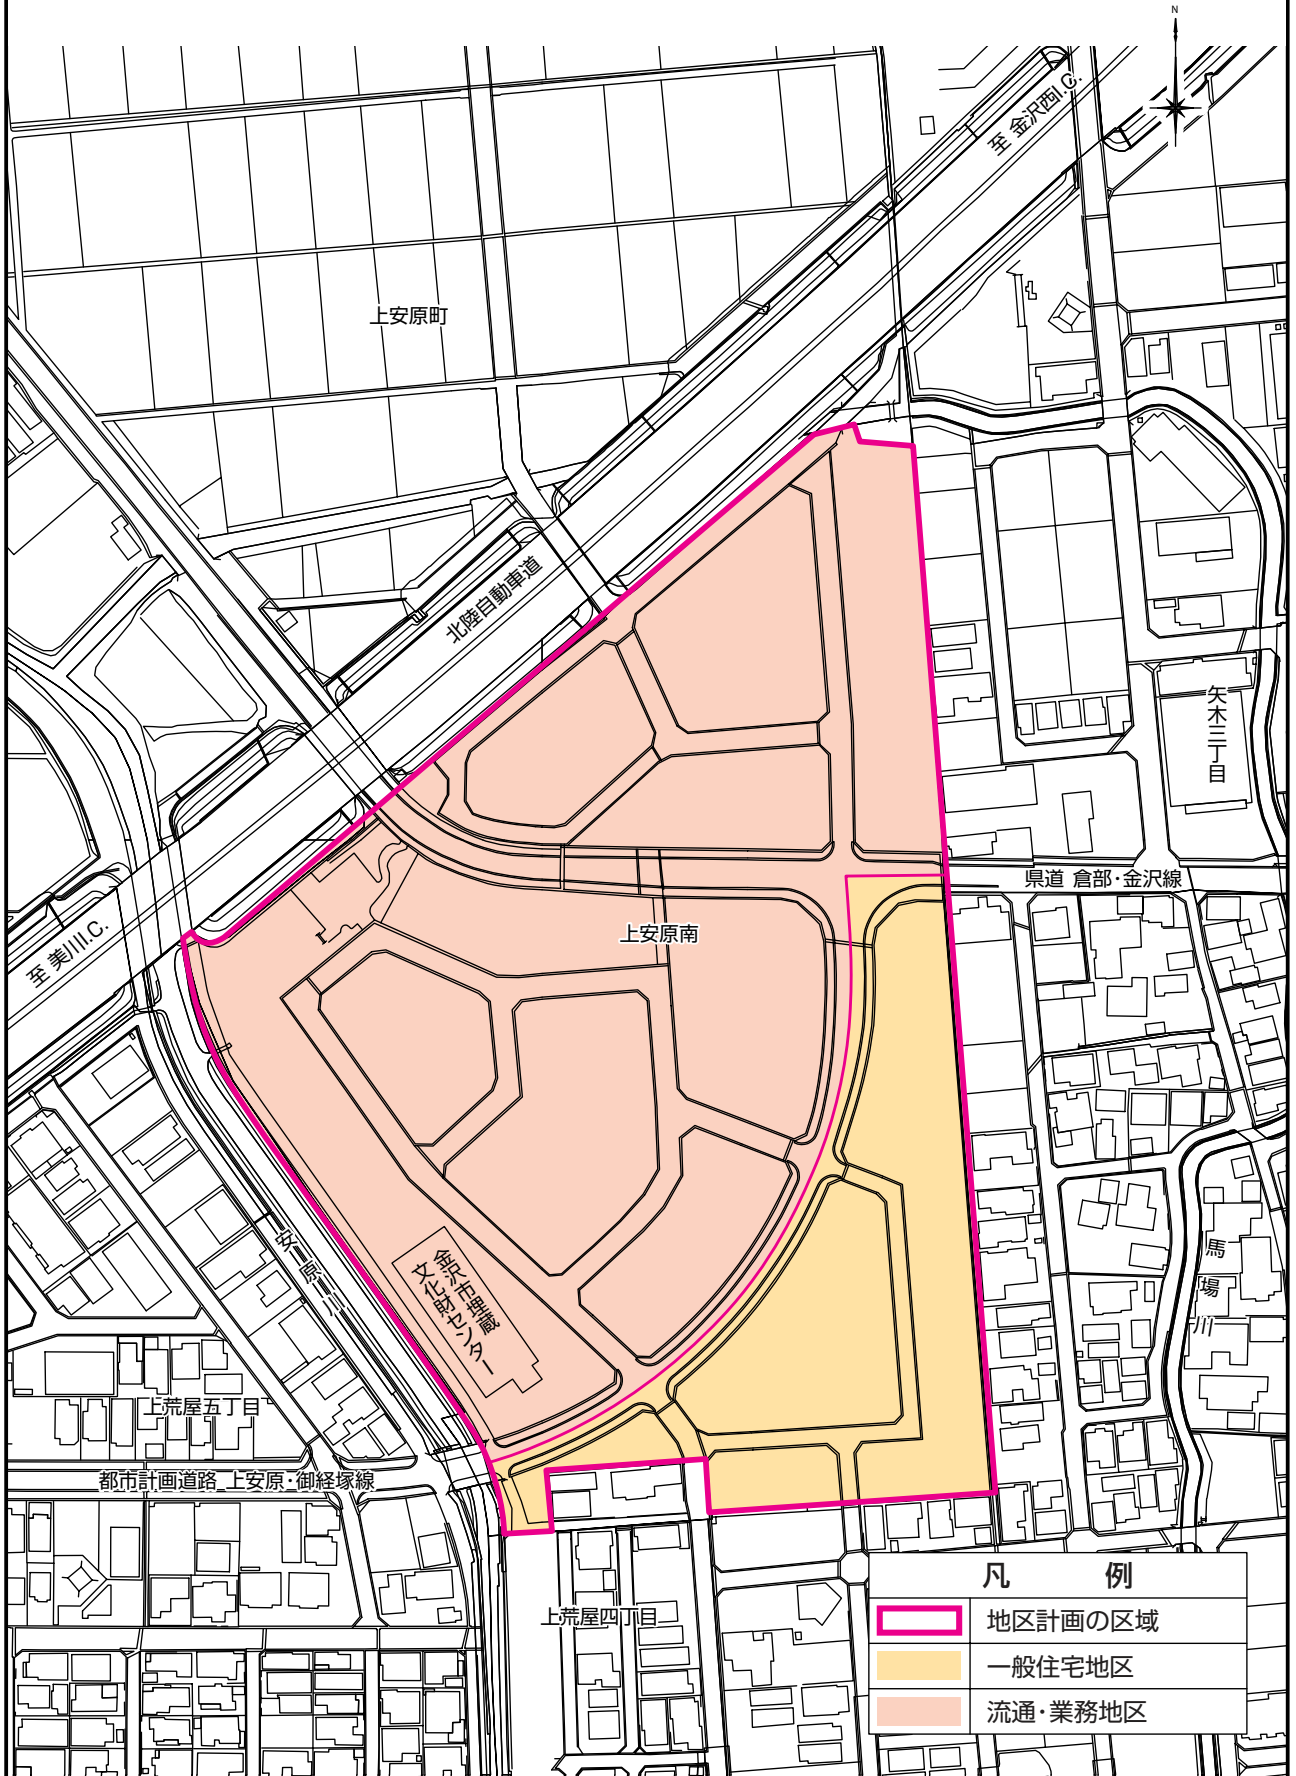 N
至 金沢西I.C.
上安原町
北陸自動車道
矢木三丁目
県道 倉部・金沢線
上安原南
至 美川I.C.
安原川
金沢市埋蔵
文化財センター
馬場川
上荒屋五丁目
都市計画道路 上安原・御経塚線
上荒屋四丁目
凡 例
地区計画の区域
一般住宅地区
流通・業務地区